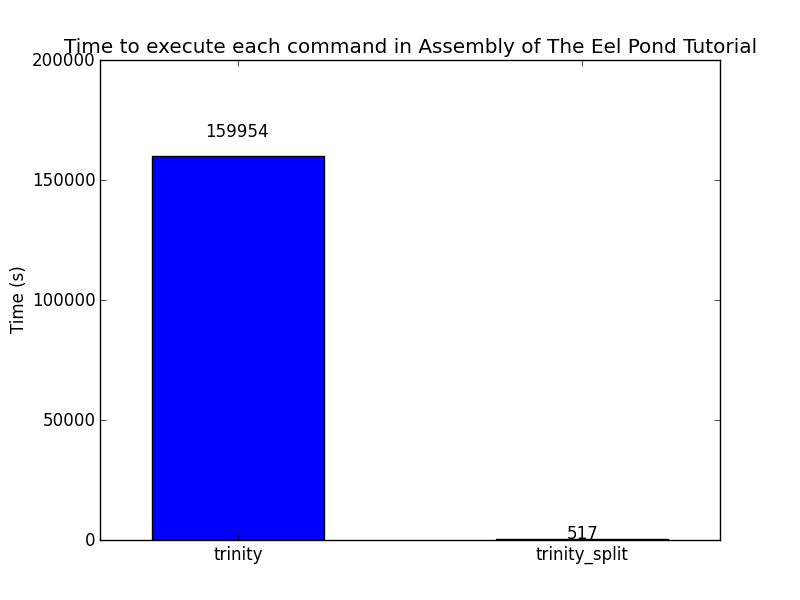 Time to execute each command in Assembly of The Eel Pond Tutorial
200000
159954
150000
Time (s)
100000
50000
517
0
trinity
trinity_split